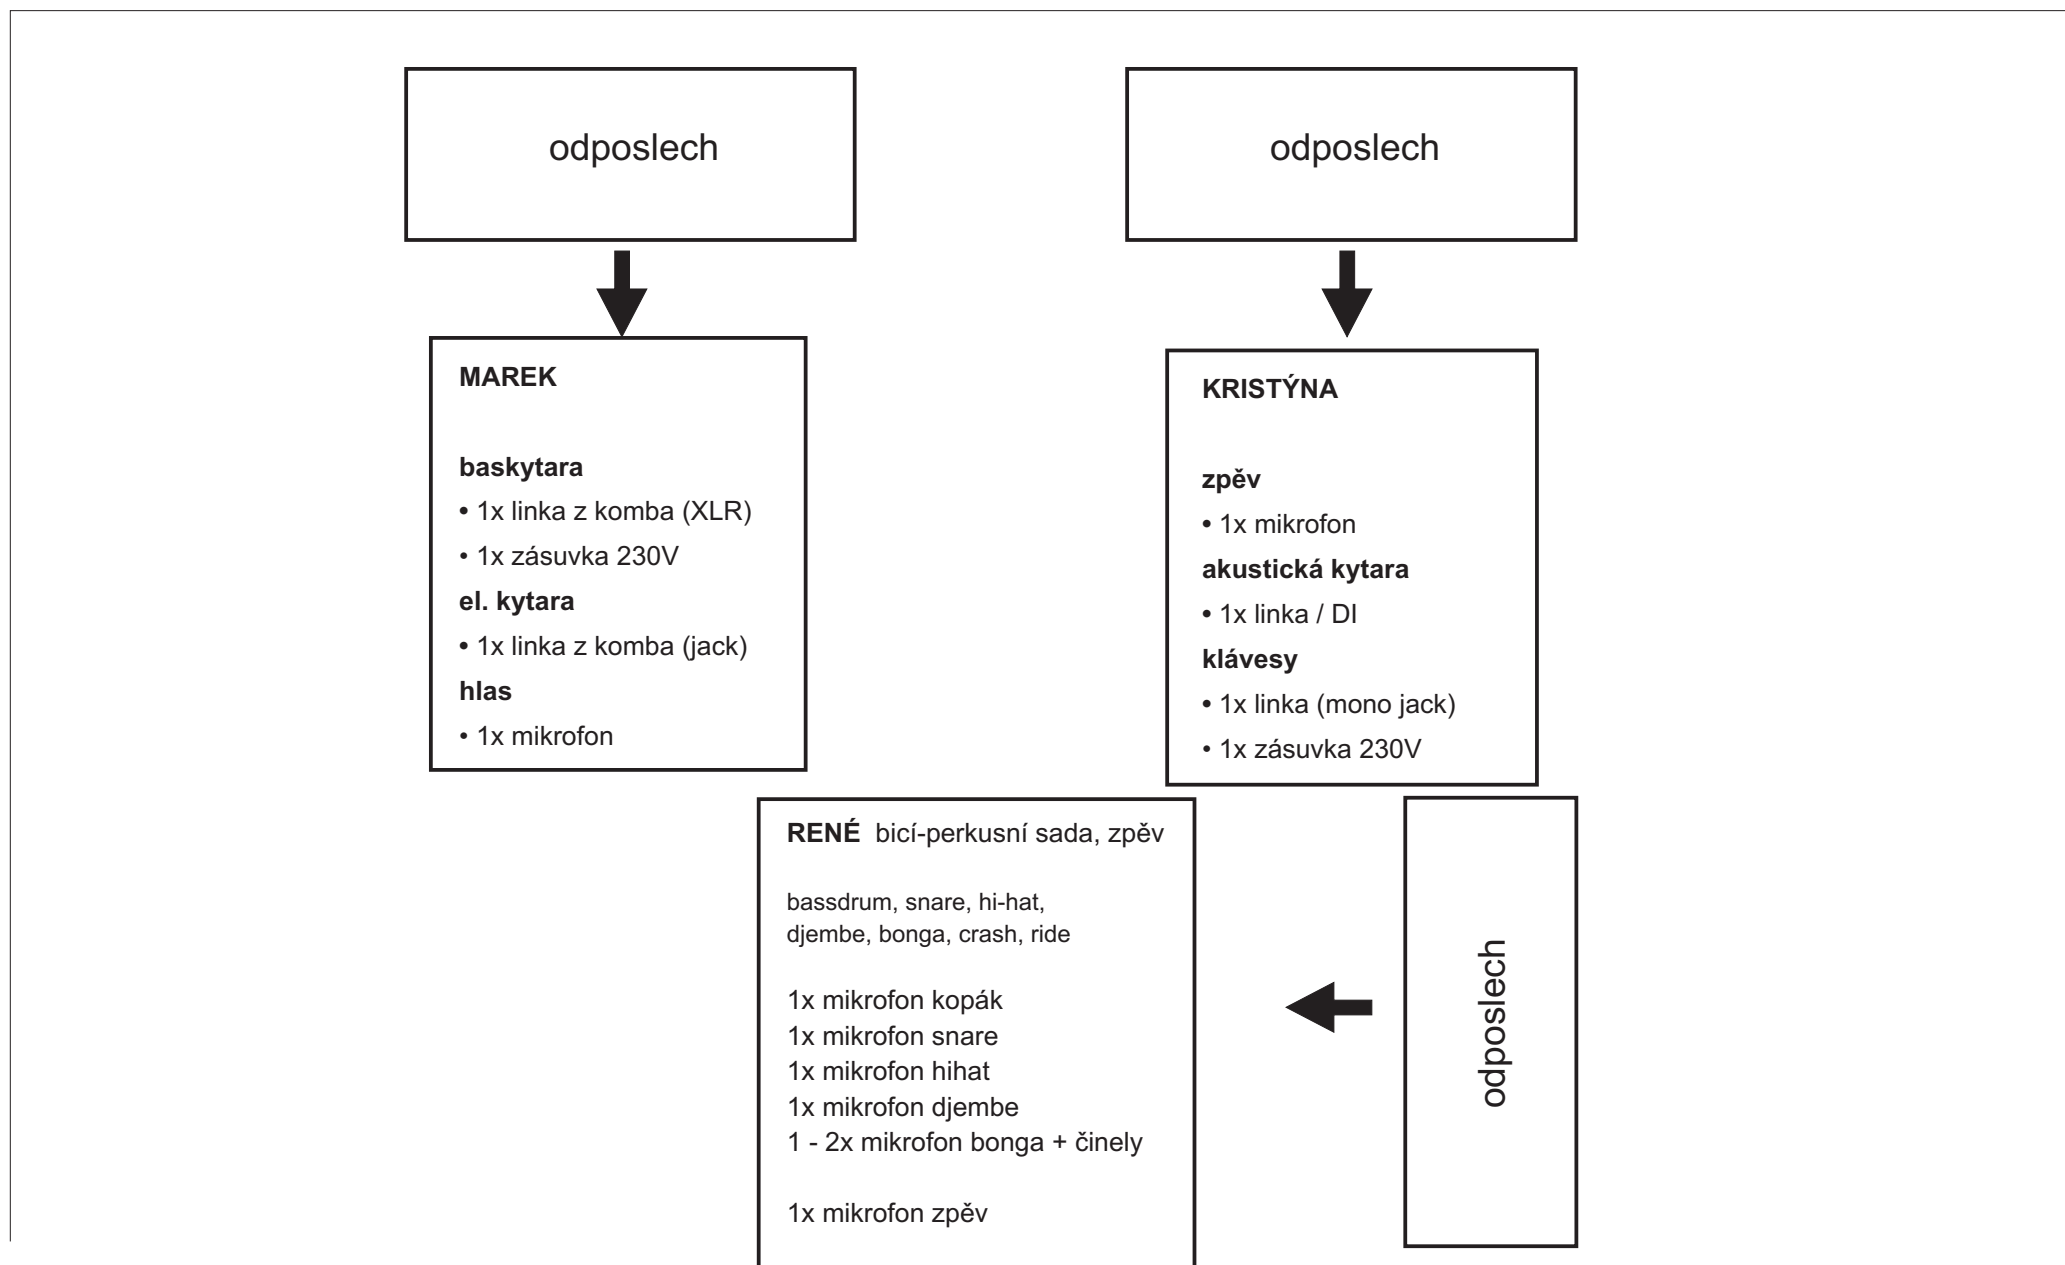 odposlech
odposlech
MAREK
baskytara
• 1x linka z komba (XLR)
• 1x zásuvka 230V
el. kytara
• 1x linka z komba (jack)
hlas
• 1x mikrofon
KRISTÝNA
zpěv
• 1x mikrofon
akustická kytara
• 1x linka / DI
klávesy
• 1x linka (mono jack)
• 1x zásuvka 230V
RENÉ bicí-perkusní sada, zpěv
bassdrum, snare, hi-hat,
djembe, bonga, crash, ride
1x mikrofon kopák
1x mikrofon snare
1x mikrofon hihat
1x mikrofon djembe
1 - 2x mikrofon bonga + činely
1x mikrofon zpěv
odposlech